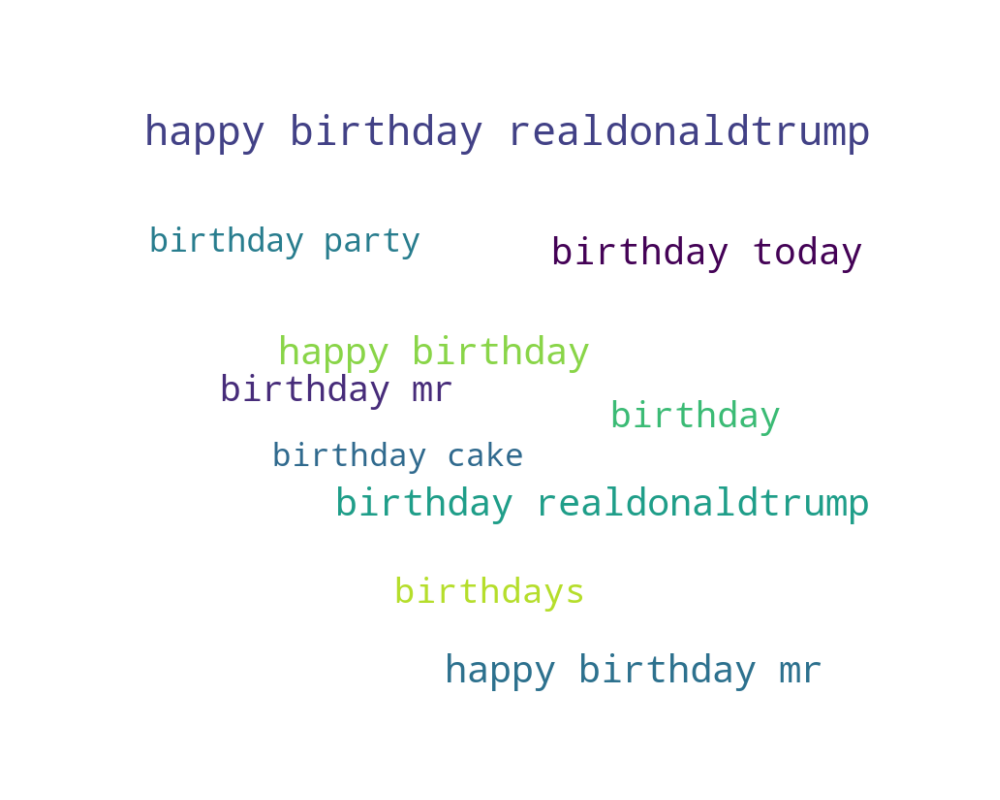 happy birthday realdonaldtrump
birthday party
birthday today
happy birthday
birthday mr
birthday
birthday cake
birthday realdonaldtrump
birthdays
happy birthday mr